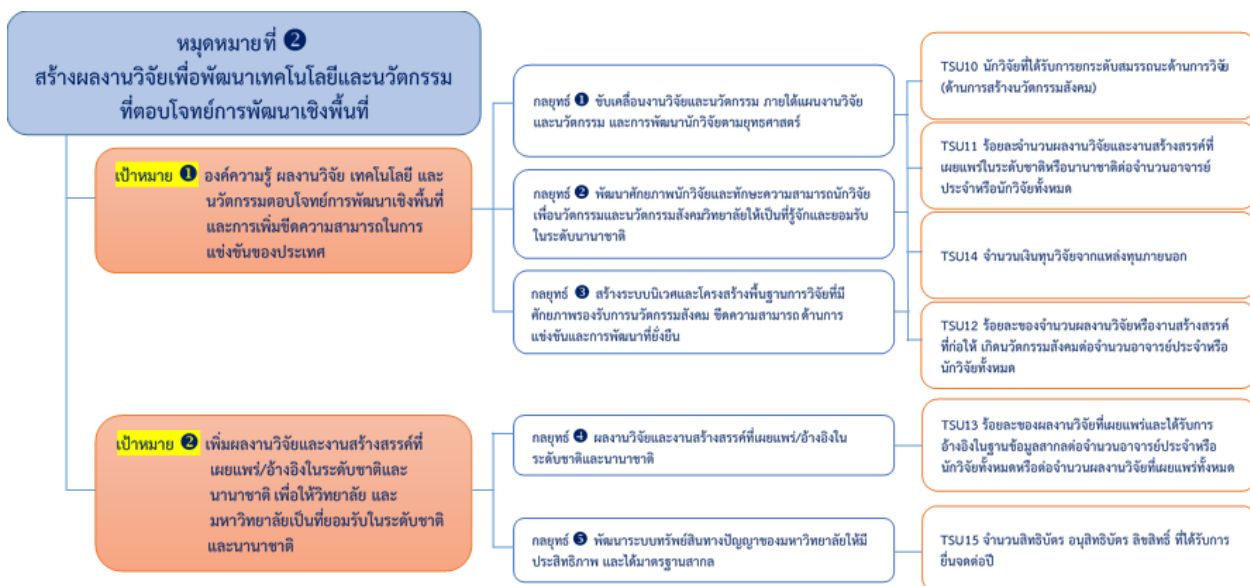 หมุดหมายที่ ❷
สร้างผลงานวิจัยเพื่อพัฒนาเทคโนโลยีและนวัตกรรม
ที่ตอบโจทย์การพัฒนาเชิงพื้นที่
เป้าหมาย ❶ องค์ความรู้ ผลงานวิจัย เทคโนโลยี และ
นวัตกรรมตอบโจทย์การพัฒนาเชิงพื้นที่
และการเพิ่มขีดความสามารถในการ
แข่งขันของประเทศ
กลยุทธ์ ❶ ขับเคลื่อนงานวิจัยและนวัตกรรม ภายใต้แผนงานวิจัย
และนวัตกรรม และการพัฒนานักวิจัยตามยุทธศาสตร์
กลยุทธ์ ❷ พัฒนาศักยภาพนักวิจัยและทักษะความสามารถนักวิจัย
เพื่อนวัตกรรมและนวัตกรรมสังคมวิทยาลัยให้เป็นที่รู้จักและยอมรับ
ในระดับนานาชาติ
กลยุทธ์ ❸ สร้างระบบนิเวศและโครงสร้างพื้นฐานการวิจัยที่มี
ศักยภาพรองรับการนวัตกรรมสังคม ขีดความสามารถ ด้านการ
แข่งขันและการพัฒนาที่ยั่งยืน
TSU10 นักวิจัยที่ได้รับการยกระดับสมรรถนะด้านการวิจัย
(ด้านการสร้างนวัตกรรมสังคม)
TSU11 ร้อยละจำนวนผลงานวิจัยและงานสร้างสรรค์ที่
เผยแพร่ในระดับชาติหรือนานาชาติต่อจำนวนอาจารย์
ประจำหรือนักวิจัยทั้งหมด
TSU14 จำนวนเงินทุนวิจัยจากแหล่งทุนภายนอก
TSU12 ร้อยละของจำนวนผลงานวิจัยหรืองานสร้างสรรค์
ที่ก่อให้ เกิดนวัตกรรมสังคมต่อจำนวนอาจารย์ประจำหรือ
นักวิจัยทั้งหมด
เป้าหมาย ❷ เพิ่มผลงานวิจัยและงานสร้างสรรค์ที่
เผยแพร่/อ้างอิงในระดับชาติและ
นานาชาติ เพื่อให้วิทยาลัย และ
มหาวิทยาลัยเป็นที่ยอมรับในระดับชาติ
และนานาชาติ
กลยุทธ์ ❹ ผลงานวิจัยและงานสร้างสรรค์ที่เผยแพร่/อ้างอิงใน
ระดับชาติและนานาชาติ
กลยุทธ์ ❺ พัฒนาระบบทรัพย์สินทางปัญญาของมหาวิทยาลัยให้มี
ประสิทธิภาพ และได้มาตรฐานสากล
TSU13 ร้อยละของผลงานวิจัยที่เผยแพร่และได้รับการ
อ้างอิงในฐานข้อมูลสากลต่อจำนวนอาจารย์ประจำหรือ
นักวิจัยทั้งหมดหรือต่อจำนวนผลงานวิจัยที่เผยแพร่ทั้งหมด
TSU15 จำนวนสิทธิบัตร อนุสิทธิบัตร ลิขสิทธิ์ ที่ได้รับการ
ยื่นจดต่อปี